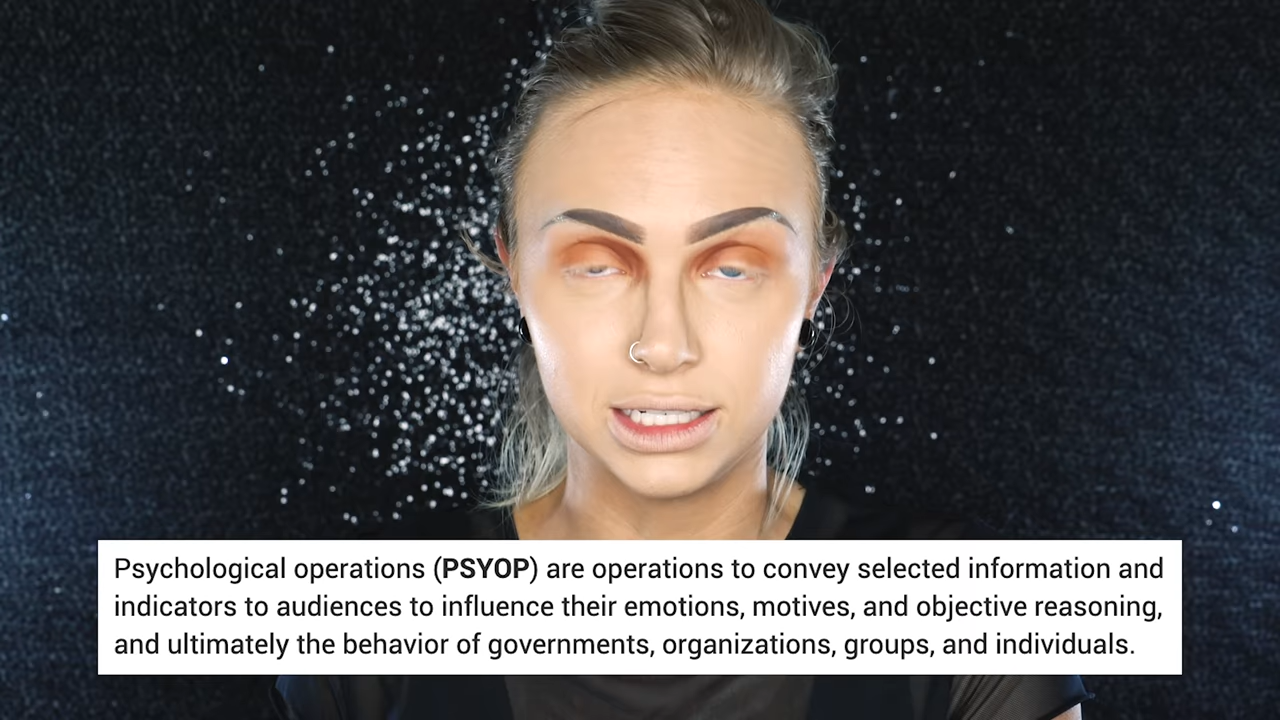 Psychological operations (PSYOP) are operations to convey selected information and
indicators to audiences to influence their emotions, motives, and objective reasoning,
and ultimately the behavior of governments, organizations, groups, and individuals.